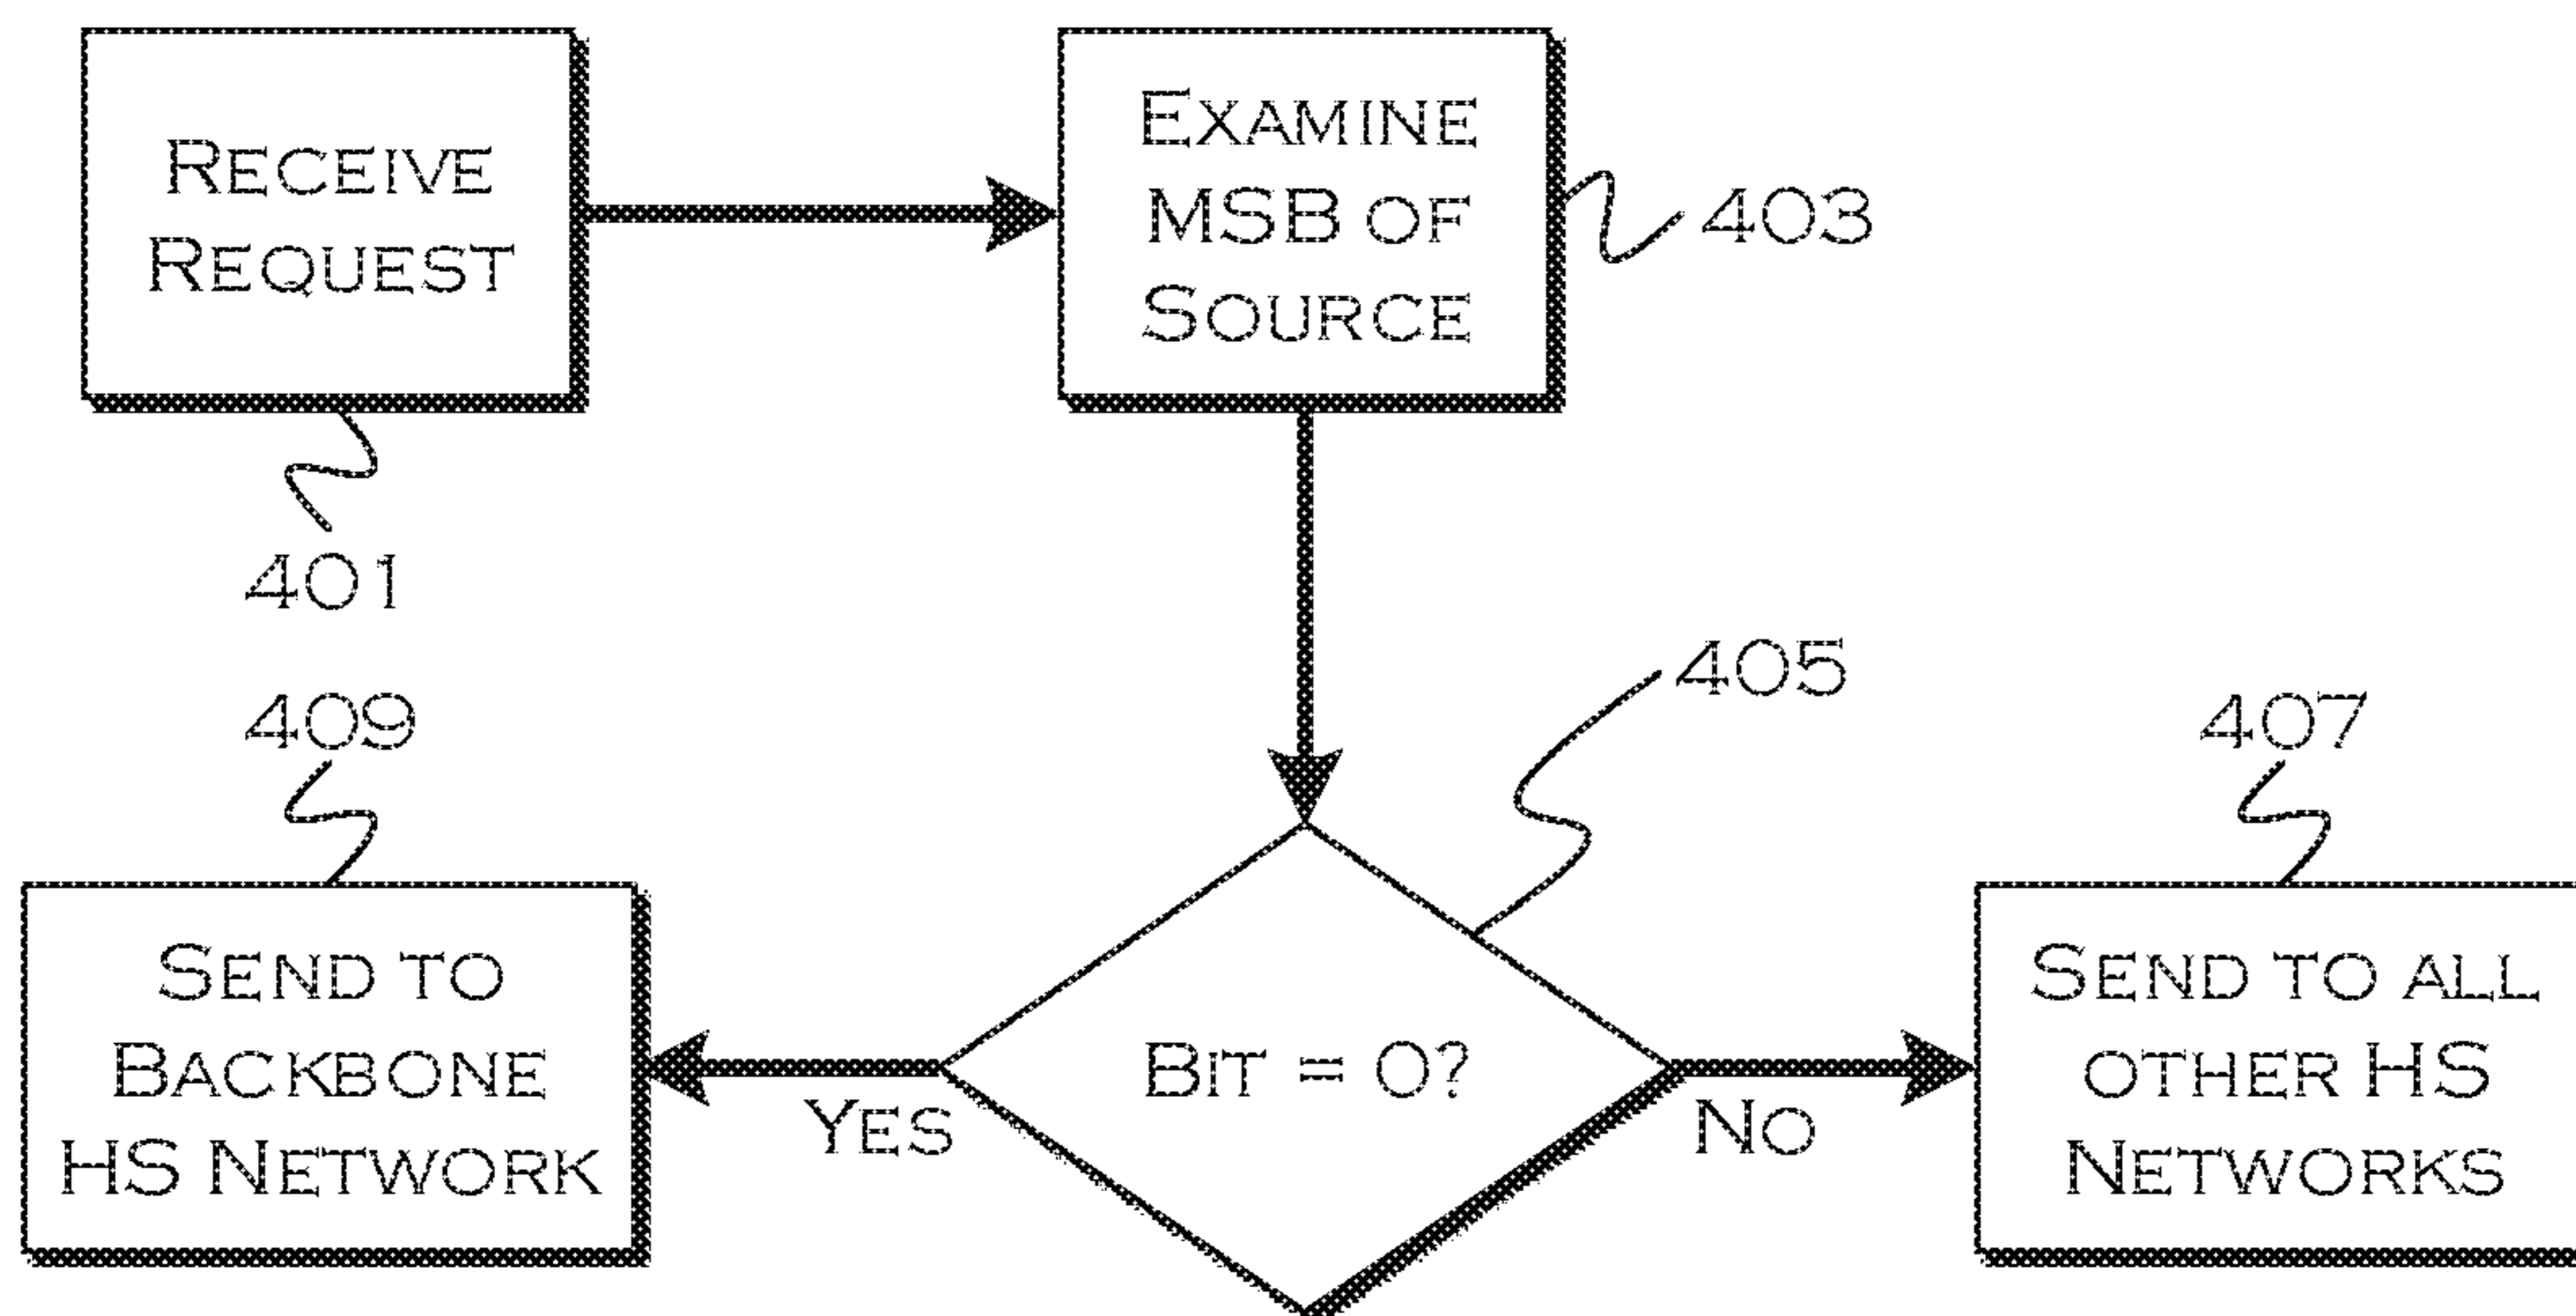 Receive
Request
Examine
MSB of
Source
403
401
405
409
407
Send to
Backbone
HS Network
Yes
Bit = 0?
No
Send to all
other HS
Networks